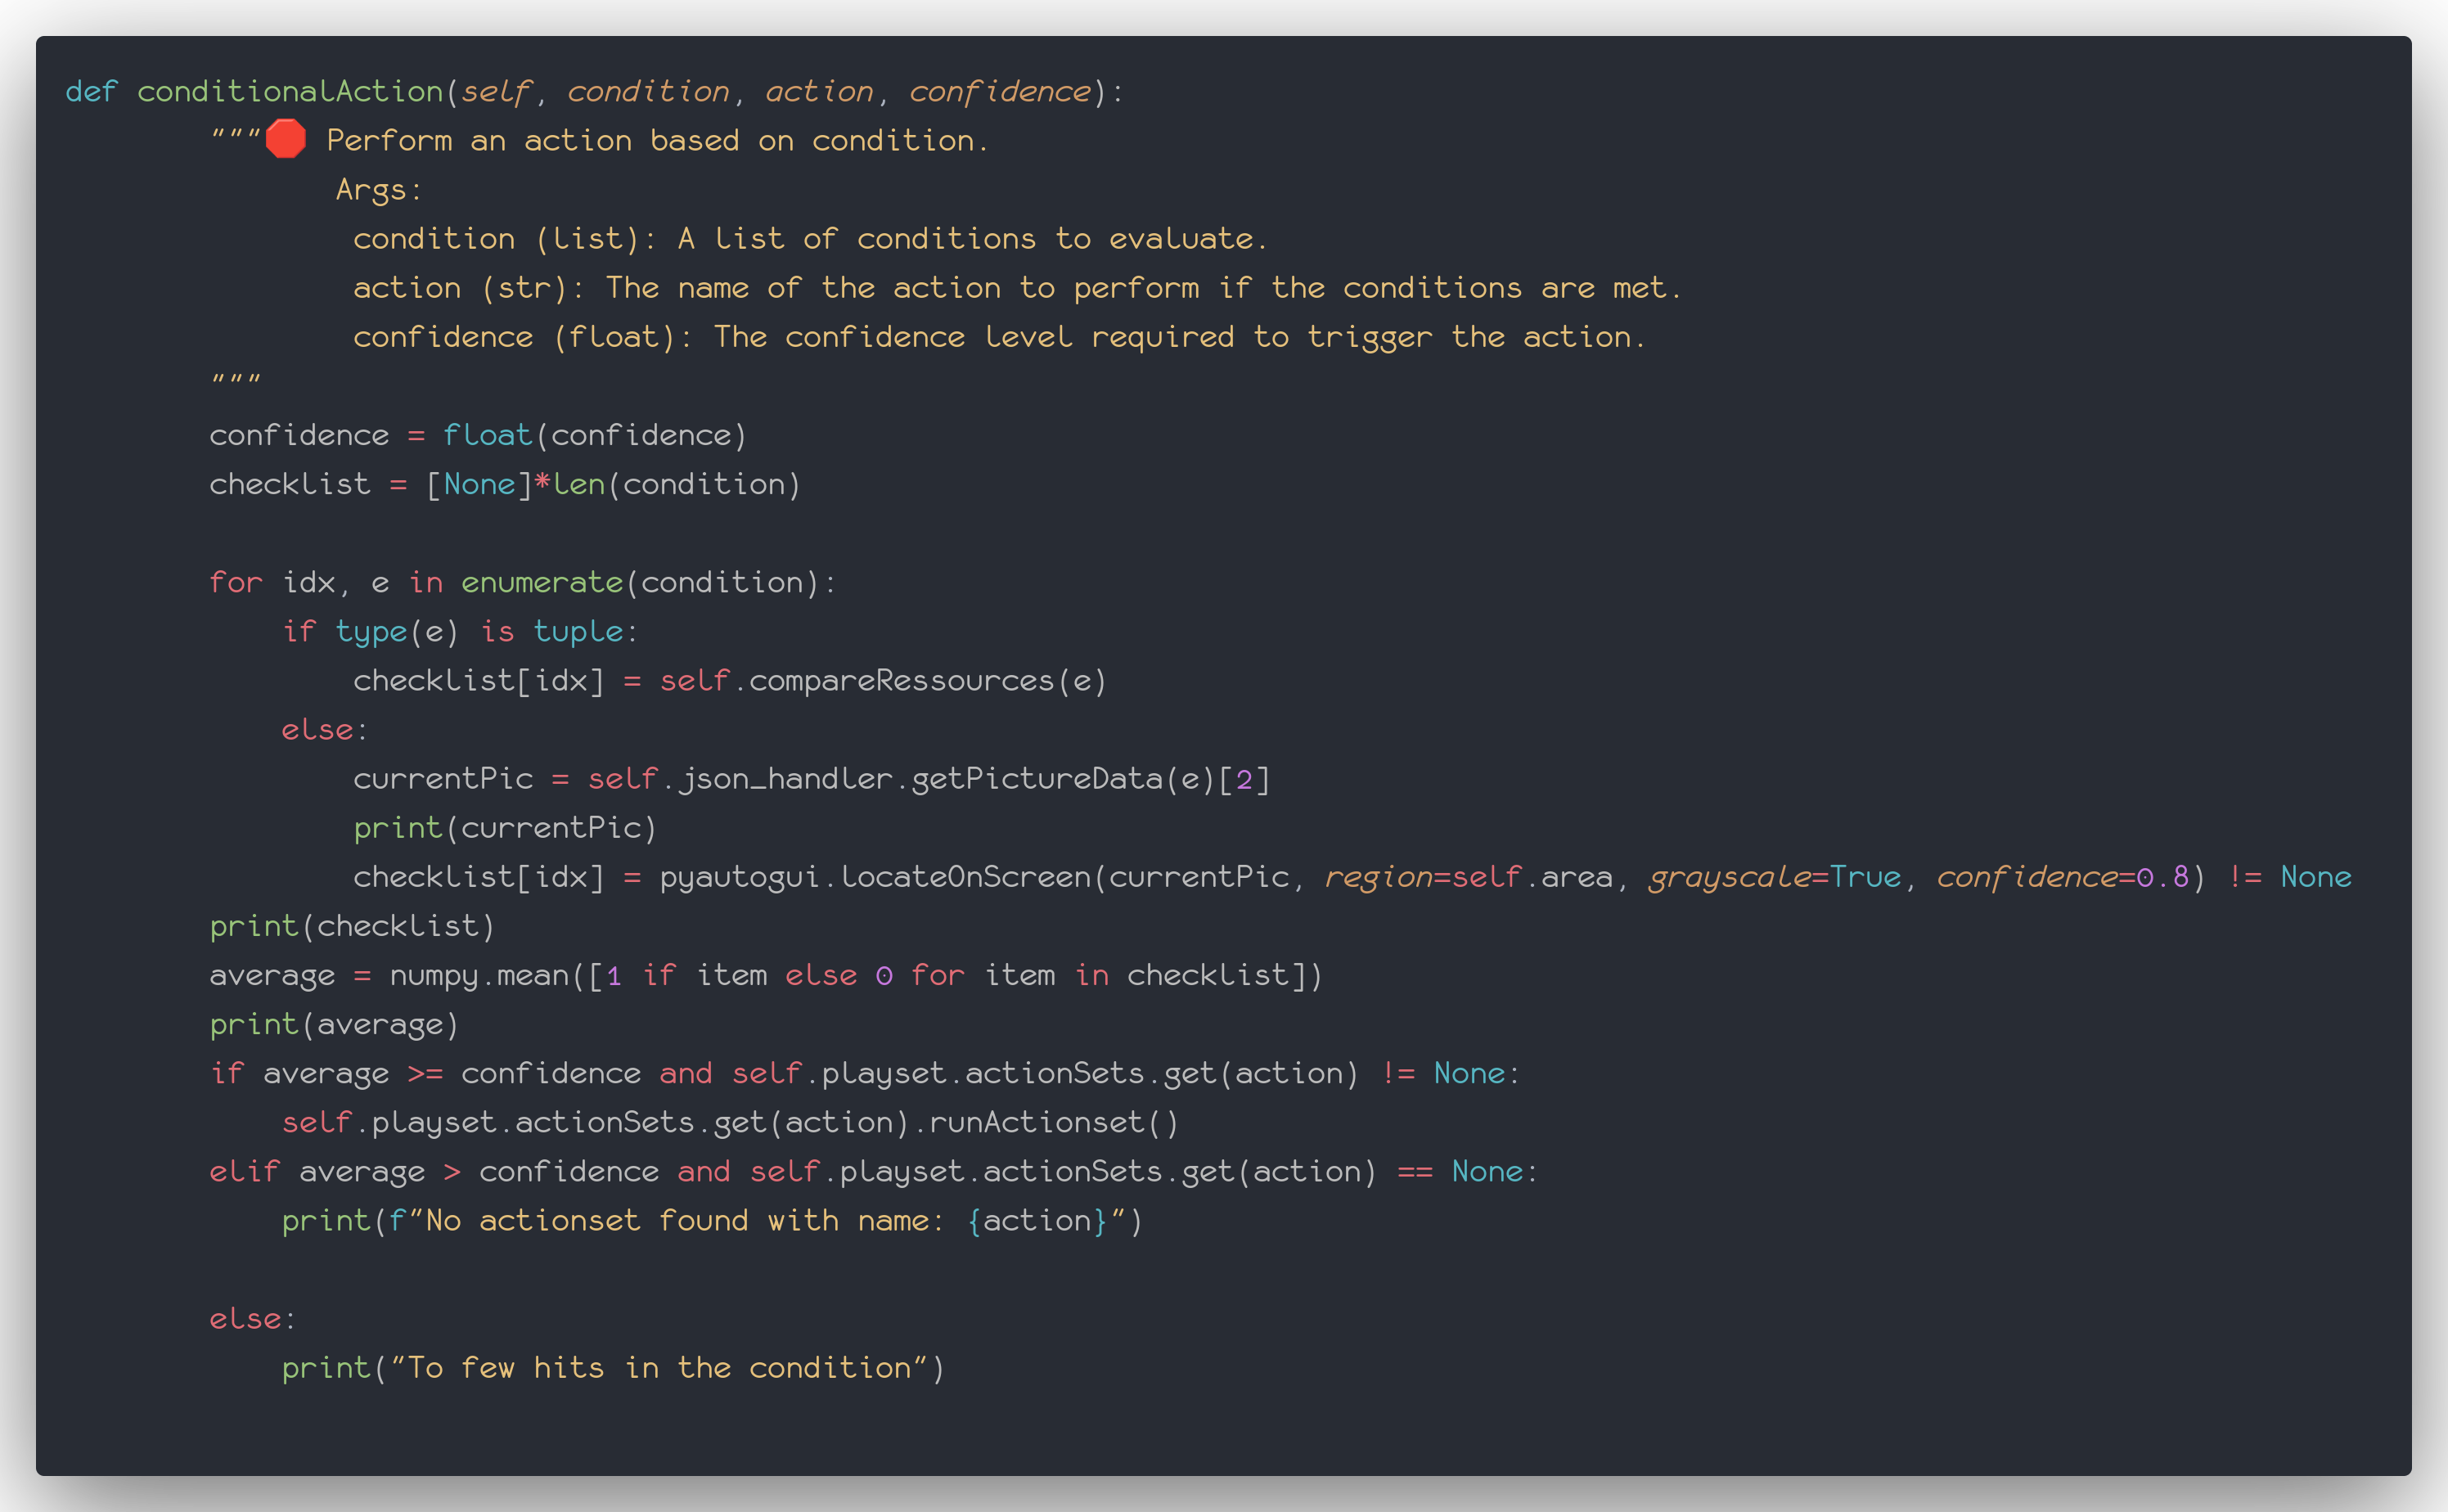 def conditionalAction(self, condition, action, confidence):
        """🛑 Perform an action based on condition.
               Args:
                condition (list): A list of conditions to evaluate.
                action (str): The name of the action to perform if the conditions are met.
                confidence (float): The confidence level required to trigger the action.
        """
        confidence = float(confidence)
        checklist = [None]*len(condition)

        for idx, e in enumerate(condition):
            if type(e) is tuple:
                checklist[idx] = self.compareRessources(e)
            else:
                currentPic = self.json_handler.getPictureData(e)[2]
                print(currentPic)
                checklist[idx] = pyautogui.locateOnScreen(currentPic, region=self.area, grayscale=True, confidence=0.8) != None
        print(checklist)
        average = numpy.mean([1 if item else 0 for item in checklist])
        print(average)
        if average >= confidence and self.playset.actionSets.get(action) != None:
            self.playset.actionSets.get(action).runActionset()
        elif average > confidence and self.playset.actionSets.get(action) == None:
            print(f"No actionset found with name: {action}")

        else:
            print("To few hits in the condition")